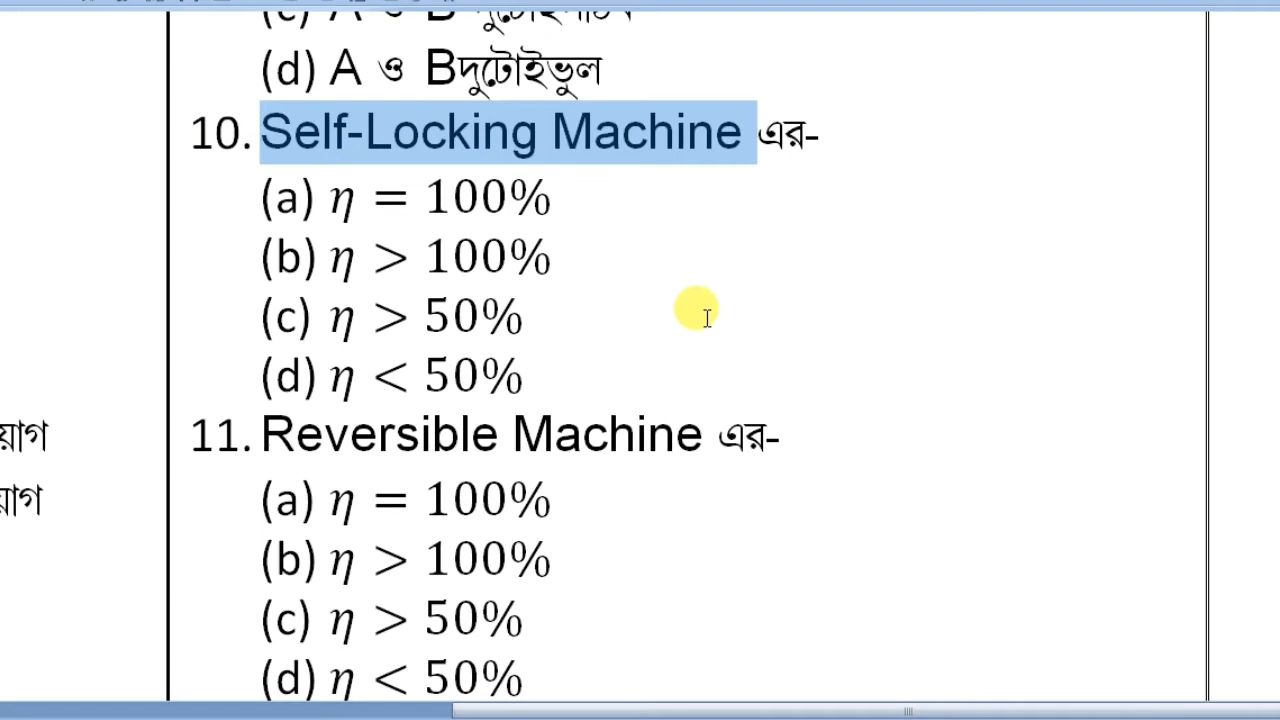 (d) A ও Bদুটোইভুল
10. Self-Locking Machine এর-
(a) η = 100%
(b) η > 100%
(c) η > 50%
(d) η < 50%
11. Reversible Machine এর-
(a) η = 100%
(b) η > 100%
(c) η > 50%
(d) η < 50%